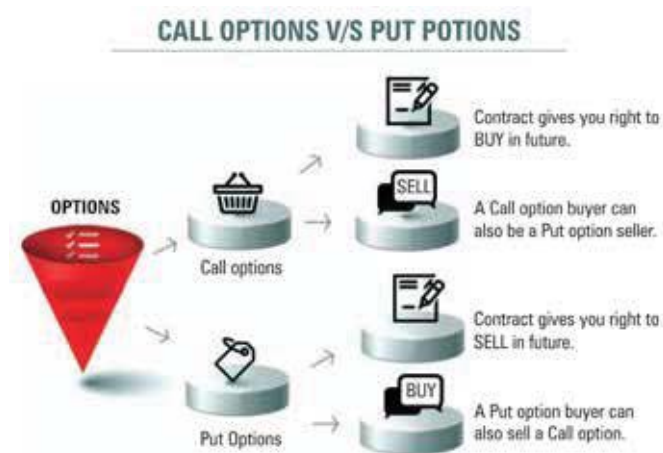 CALL OPTIONS V/S PUT POTIONS
Contract gives you right to
BUY in future.
SELL
A Call option buyer can
also be a Put option seller.
OPTIONS
Call options
Contract gives you right to
SELL in future.
BUY
A Put option buyer can
also sell a Call option.
Put Options